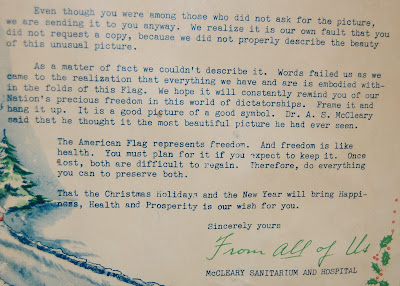 Even though you were among those who did not ask for the picture,
we are sending it to you anyway. We realize it is our own fault that you
did not request a copy, because we did not properly describe the beauty
of this unusual picture.
As a matter of fact we couldn't describe it. Words failed us as we
came to the realization that everything we have and are is embodied with-
in the folds of this Flag. We hope it will constantly remind you of our
Nation's precious freedom in this world of dictatorships. Frame it and
hang it up. It is a good picture of a good symbol. Dr. A. S. McCleary
said that he thought it the most beautiful picture he had ever seen.
The American Flag represents freedom. And freedom is like
health. You must plan for it if you expect to keep it. Once
lost, both are difficult to regain. Therefore, do everything
you can to preserve both.
That the Christmas Holidays and the New Year will bring Happi-
ness, Health and Prosperity is our wish for you.
Sincerely yours
From All of Us
McCLEARY SANITARIUM AND HOSPITAL